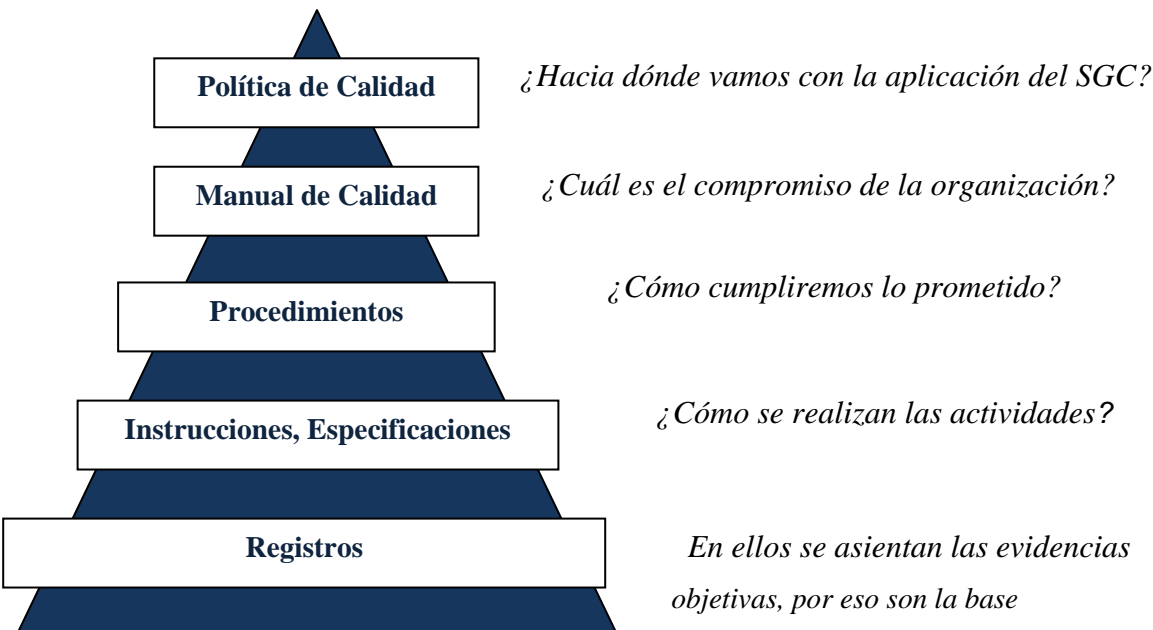 Política de Calidad
¿Hacia dónde vamos con la aplicación del SGC?
Manual de Calidad
¿Cuál es el compromiso de la organización?
Procedimientos
¿Cómo cumpliremos lo prometido?
Instrucciones, Especificaciones
¿Cómo se realizan las actividades?
Registros
En ellos se asientan las evidencias
objetivas, por eso son la base